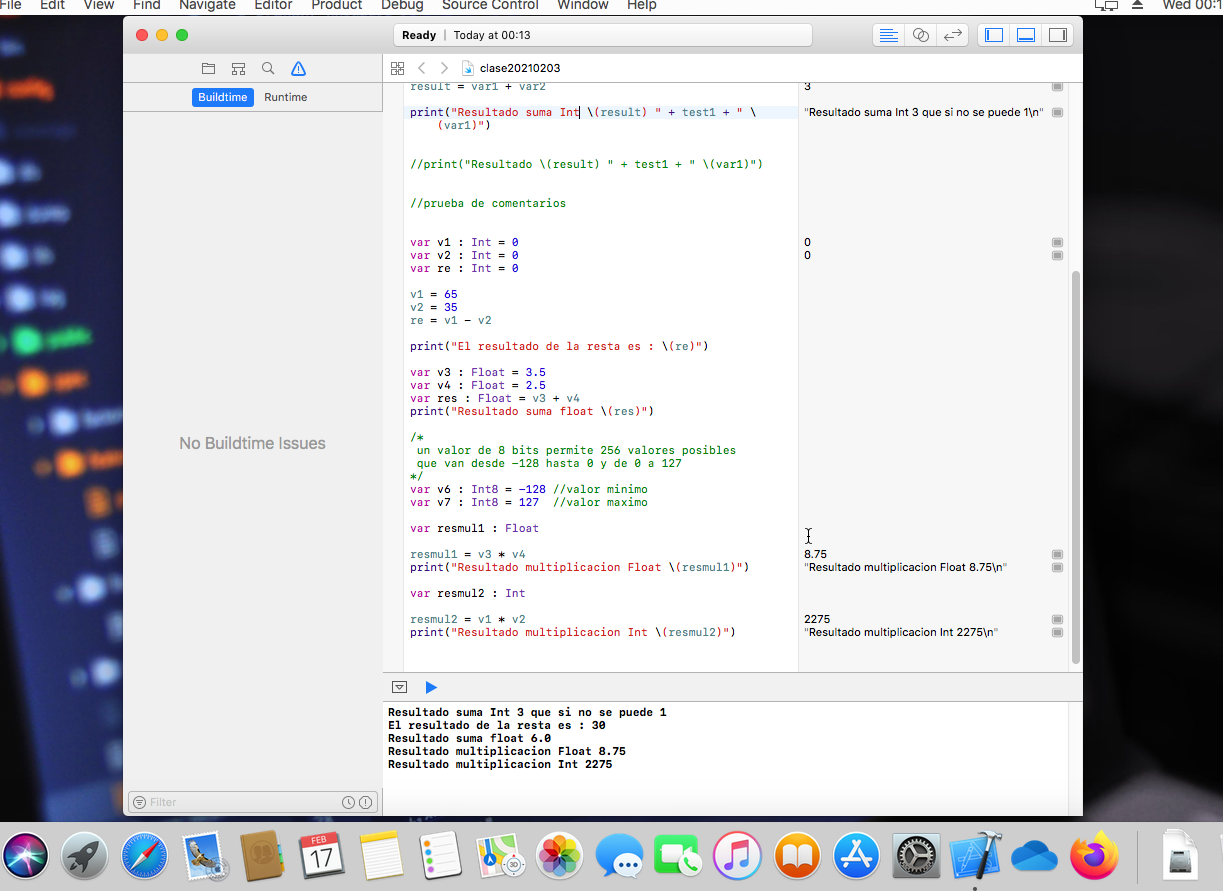 File Edit View Find Navigate Editor Product Debug Source Control Window Help Wed 00:1
Ready | Today at 00:13
clase20210203
Buildtime Runtime
result = var1 + var2 3
print("Resultado suma Int \(result) " + test1 + " \ "Resultado suma Int 3 que si no se puede 1\n"
(var1)")
//print("Resultado \(result) " + test1 + " \(var1)")
//prueba de comentarios
var v1 : Int = 0 0
var v2 : Int = 0 0
var re : Int = 0
v1 = 65
v2 = 35
re = v1 - v2
print("El resultado de la resta es : \(re)")
var v3 : Float = 3.5
var v4 : Float = 2.5
var res : Float = v3 + v4
print("Resultado suma float \(res)")
/*
un valor de 8 bits permite 256 valores posibles
que van desde -128 hasta 0 y de 0 a 127
*/
var v6 : Int8 = -128 //valor minimo
var v7 : Int8 = 127 //valor maximo
var resmul1 : Float
resmul1 = v3 * v4 8.75
print("Resultado multiplicacion Float \(resmul1)") "Resultado multiplicacion Float 8.75\n"
var resmul2 : Int
resmul2 = v1 * v2 2275
print("Resultado multiplicacion Int \(resmul2)") "Resultado multiplicacion Int 2275\n"
No Buildtime Issues
Resultado suma Int 3 que si no se puede 1
El resultado de la resta es : 30
Resultado suma float 6.0
Resultado multiplicacion Float 8.75
Resultado multiplicacion Int 2275
Filter
FEB
17
3D